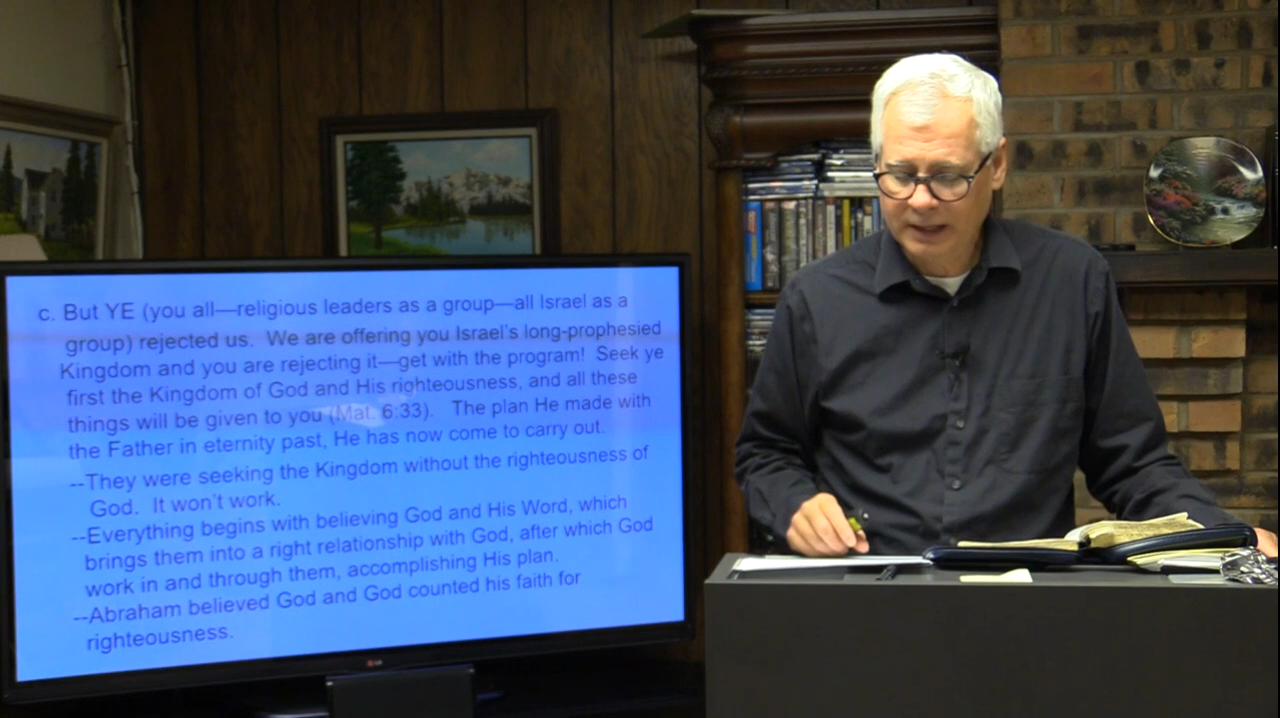 c. But YE (you all—religious leaders as a group—all Israel as a
group) rejected us. We are offering you Israel's long-prophesied
Kingdom and you are rejecting it—get with the program! Seek ye
first the Kingdom of God and His righteousness, and all these
things will be given to you (Mat. 6:33). The plan He made with
the Father in eternity past, He has now come to carry out.
--They were seeking the Kingdom without the righteousness of
God. It won't work.
--Everything begins with believing God and His Word, which
brings them into a right relationship with God, after which God
work in and through them, accomplishing His plan.
--Abraham believed God and God counted his faith for
righteousness.
LG